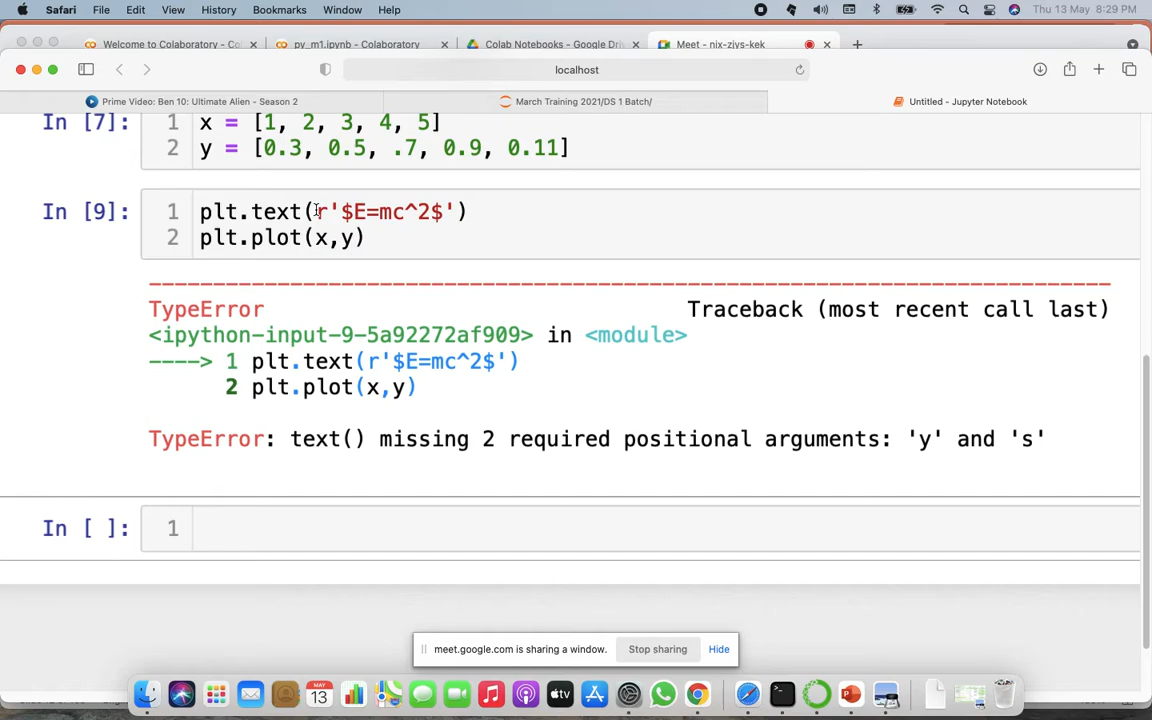 Safari File Edit View History Bookmarks Window Help Thu 13 May 8:29 PM
Welcome to Colaboratory - Co py_m1.ipynb - Colaboratory Colab Notebooks - Google Dri Meet - nix-zjys-kek
localhost
Prime Video: Ben 10: Ultimate Alien - Season 2 March Training 2021/DS 1 Batch/ Untitled - Jupyter Notebook
In [7]: 1 x = [1, 2, 3, 4, 5]
2 y = [0.3, 0.5, .7, 0.9, 0.11]
In [9]: 1 plt.text(r'$E=mc^2$')
2 plt.plot(x,y)
---------------------------------------------------------------------------
TypeError Traceback (most recent call last)
<ipython-input-9-5a92272af909> in <module>
----> 1 plt.text(r'$E=mc^2$')
2 plt.plot(x,y)
TypeError: text() missing 2 required positional arguments: 'y' and 's'
In [ ]: 1
meet.google.com is sharing a window. Stop sharing Hide
MAY
13
tv